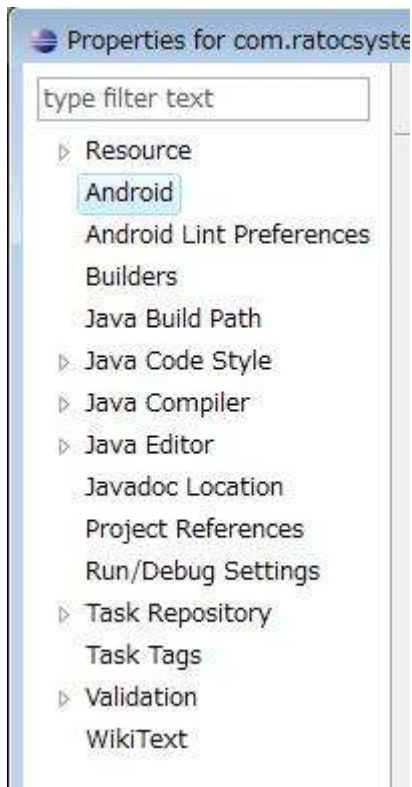 Properties for com.ratocsyste
type filter text
Resource
Android
Android Lint Preferences
Builders
Java Build Path
Java Code Style
Java Compiler
Java Editor
Javadoc Location
Project References
Run/Debug Settings
Task Repository
Task Tags
Validation
WikiText